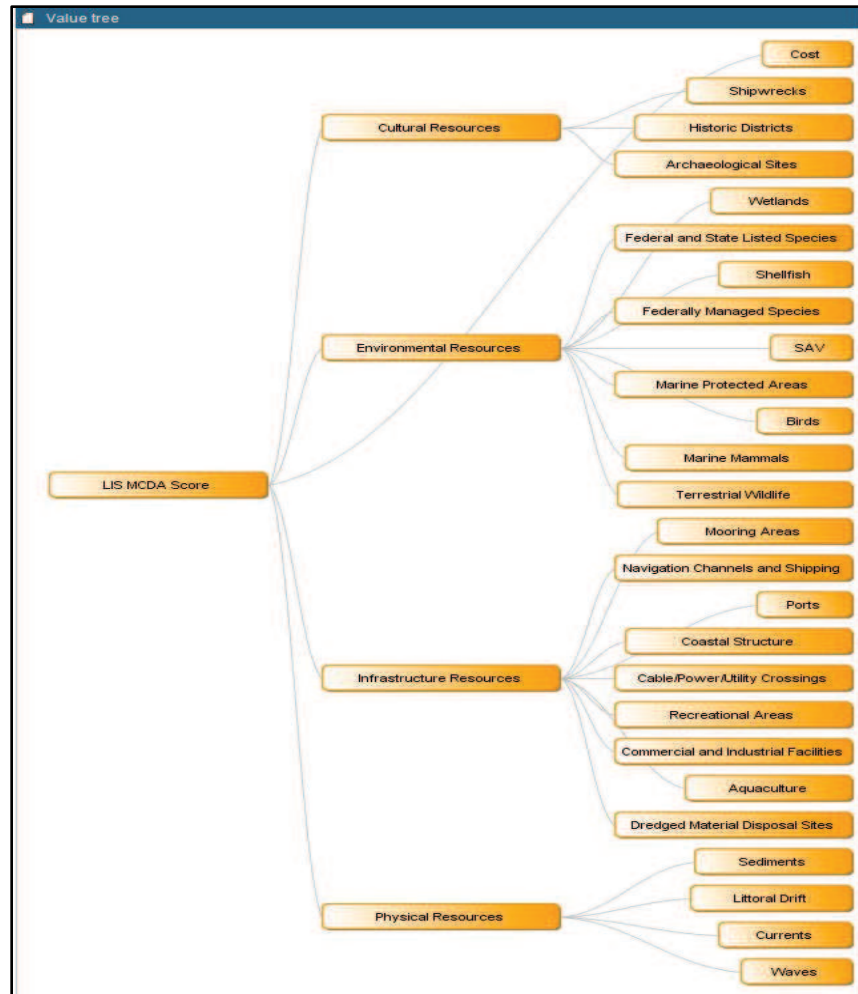 Value tree
Cost
Shipwrecks
Cultural Resources
Historic Districts
Archaeological Sites
Wetlands
Federal and State Listed Species
Shellfish
Federally Managed Species
Environmental Resources
SAV
Marine Protected Areas
Birds
Marine Mammals
LIS MCDA Score
Terrestrial Wildlife
Mooring Areas
Navigation Channels and Shipping
Ports
Coastal Structure
Infrastructure Resources
Cable/Power/Utility Crossings
Recreational Areas
Commercial and Industrial Facilities
Aquaculture
Dredged Material Disposal Sites
Sediments
Littoral Drift
Physical Resources
Currents
Waves